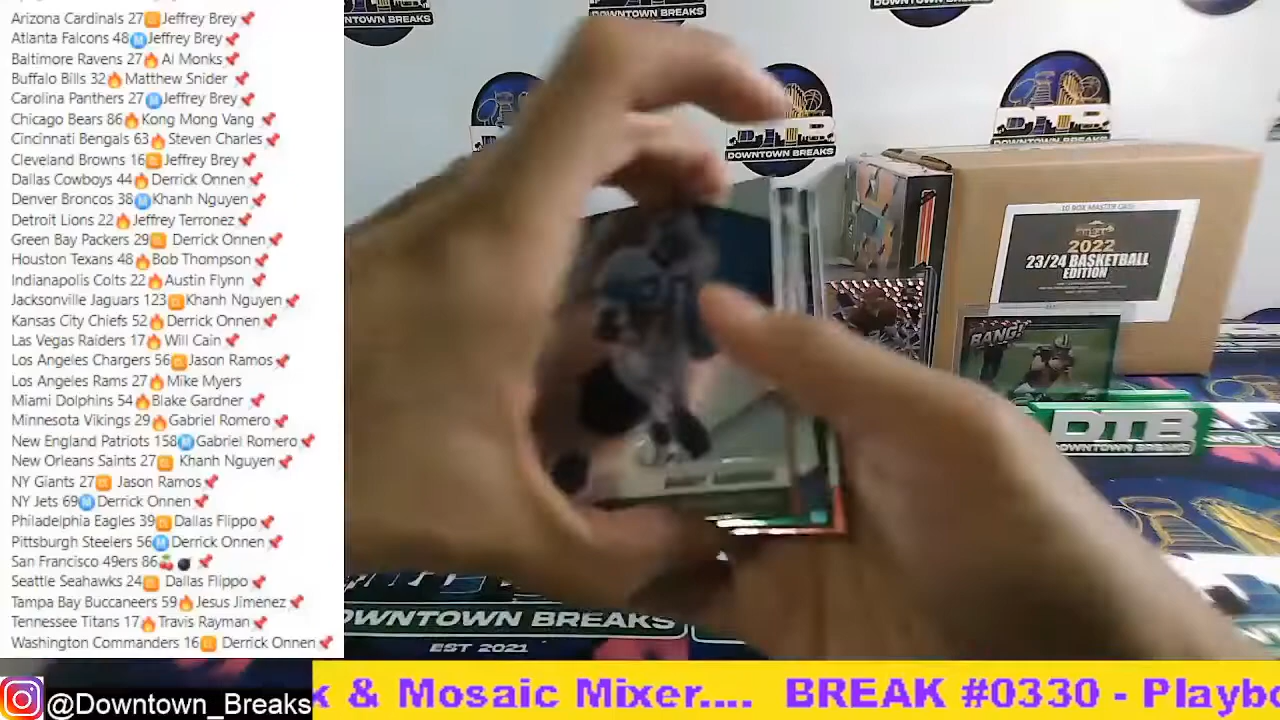 Arizona Cardinals 27 Jeffrey Brey
Atlanta Falcons 48 Ⓜ Jeffrey Brey
Baltimore Ravens 27 Al Monks
Buffalo Bills 32 Matthew Snider
Carolina Panthers 27 Ⓜ Jeffrey Brey
Chicago Bears 86 Kong Mong Vang
Cincinnati Bengals 63 Steven Charles
Cleveland Browns 16 Jeffrey Brey
Dallas Cowboys 44 Derrick Onnen
Denver Broncos 38 Ⓜ Khanh Nguyen
Detroit Lions 22 Jeffrey Terronez
Green Bay Packers 29 Derrick Onnen
Houston Texans 48 Bob Thompson
Indianapolis Colts 22 Austin Flynn
Jacksonville Jaguars 123 Khanh Nguyen
Kansas City Chiefs 52 Derrick Onnen
Las Vegas Raiders 17 Will Cain
Los Angeles Chargers 56 Jason Ramos
Los Angeles Rams 27 Mike Myers
Miami Dolphins 54 Blake Gardner
Minnesota Vikings 29 Gabriel Romero
New England Patriots 158 Ⓜ Gabriel Romero
New Orleans Saints 27 Khanh Nguyen
NY Giants 27 Jason Ramos
NY Jets 69 Ⓜ Derrick Onnen
Philadelphia Eagles 39 Dallas Flippo
Pittsburgh Steelers 56 Ⓜ Derrick Onnen
San Francisco 49ers 86
Seattle Seahawks 24 Dallas Flippo
Tampa Bay Buccaneers 59 Jesus Jimenez
Tennessee Titans 17 Travis Rayman
Washington Commanders 16 Derrick Onnen
DOWNTOWN BREAKS
DTB
DOWNTOWN BREAKS
DTB
10 BOX MASTER CASE
2022
23/24 BASKETBALL
EDITION
BANG!
DTB
DOWNTOWN BREAKS
DOWNTOWN BREAKS
EST 2021
@Downtown_Breaks
k & Mosaic Mixer.... BREAK #0330 - Playbo